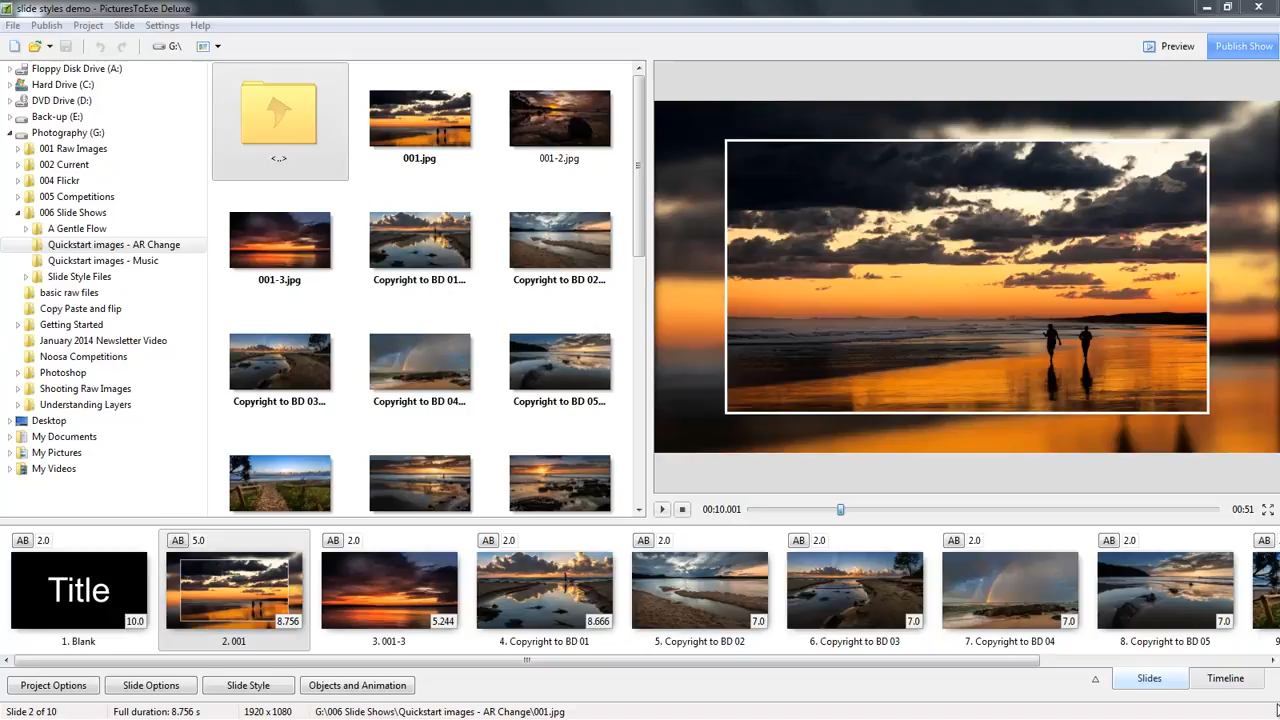 slide styles demo - PicturesToExe Deluxe
File Publish Project Slide Settings Help
G:\ Preview Publish Show
Floppy Disk Drive (A:)
Hard Drive (C:)
DVD Drive (D:)
Back-up (E:)
Photography (G:)
001 Raw Images
002 Current
004 Flickr
005 Competitions
006 Slide Shows
A Gentle Flow
Quickstart images - AR Change
Quickstart images - Music
Slide Style Files
basic raw files
Copy Paste and flip
Getting Started
January 2014 Newsletter Video
Noosa Competitions
Photoshop
Shooting Raw Images
Understanding Layers
Desktop
My Documents
My Pictures
My Videos
<..> 001.jpg 001-2.jpg
001-3.jpg Copyright to BD 01... Copyright to BD 02...
Copyright to BD 03... Copyright to BD 04... Copyright to BD 05...
00:10.001 00:51
AB 2.0 AB 5.0 AB 2.0 AB 2.0 AB 2.0 AB 2.0 AB 2.0 AB 2.0 AB 2.
Title
10.0 8.756 5.244 8.666 7.0 7.0 7.0 7.0
1. Blank 2. 001 3. 001-3 4. Copyright to BD 01 5. Copyright to BD 02 6. Copyright to BD 03 7. Copyright to BD 04 8. Copyright to BD 05 9.
Project Options Slide Options Slide Style Objects and Animation Slides Timeline
Slide 2 of 10 Full duration: 8.756 s 1920 x 1080 G:\006 Slide Shows\Quickstart images - AR Change\001.jpg